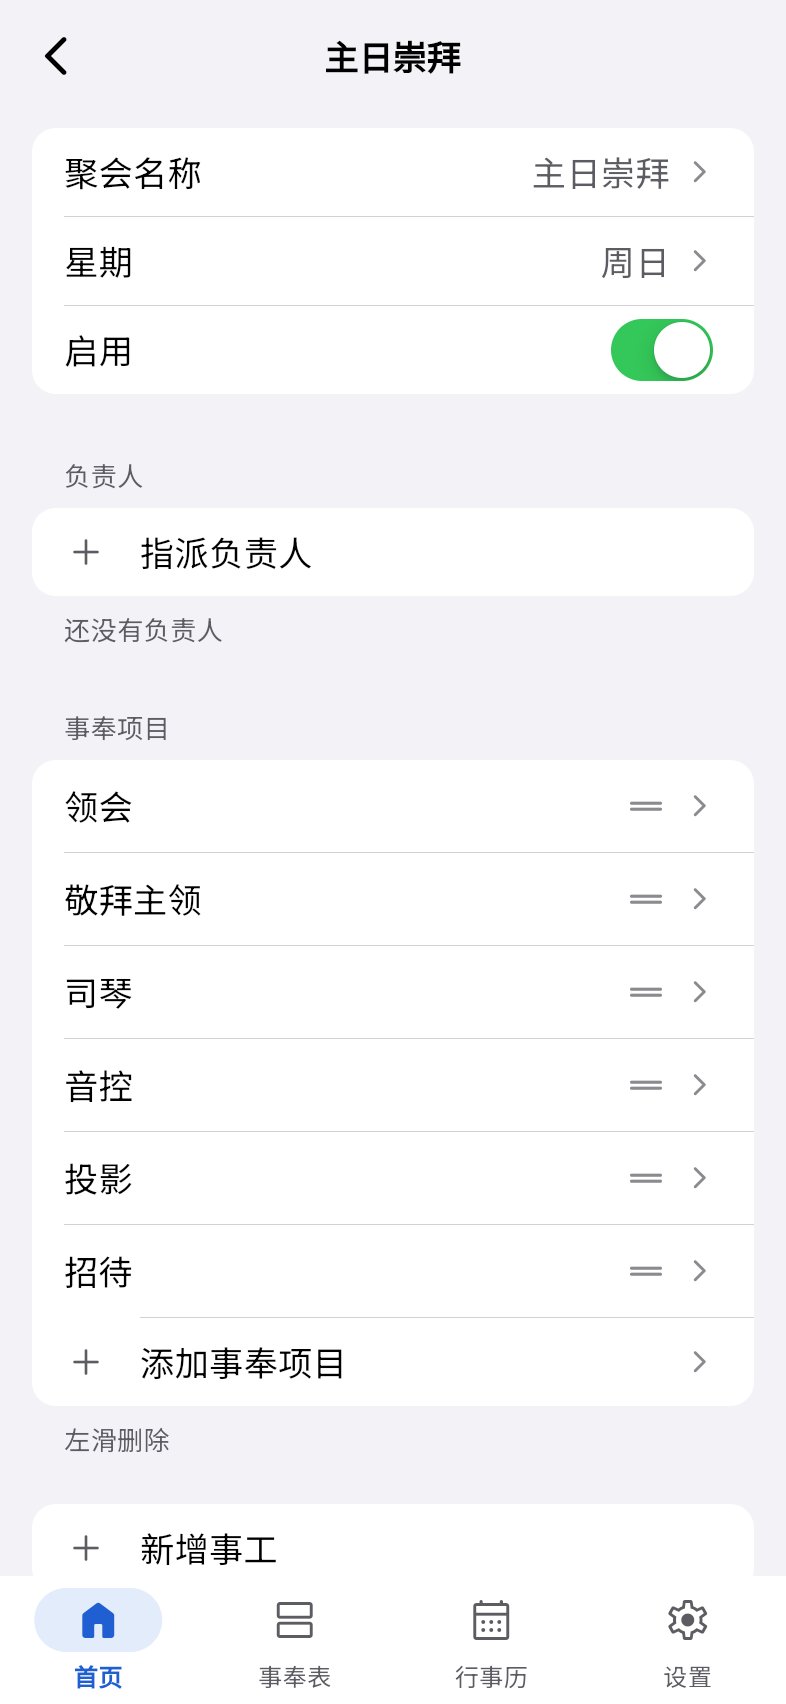 主日崇拜
聚会名称 主日崇拜
星期 周日
启用
负责人
指派负责人
还没有负责人
事奉项目
领会
敬拜主领
司琴
音控
投影
招待
添加事奉项目
左滑删除
新增事工
首页 事奉表 行事历 设置